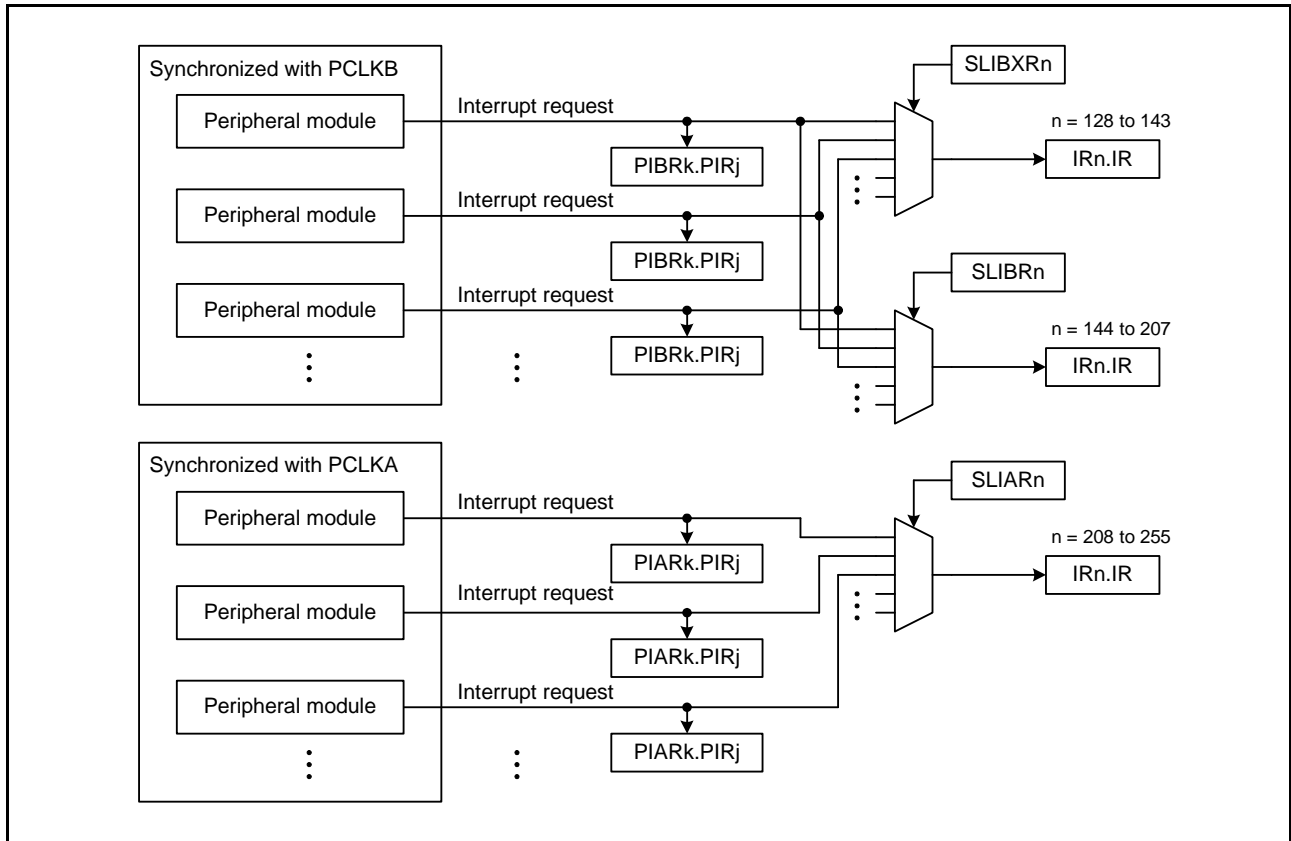 Synchronized with PCLKB
SLIBXRn
Peripheral module
Interrupt request
n = 128 to 143
PIBRk.PIRj
IRn.IR
Peripheral module
Interrupt request
PIBRk.PIRj
SLIBRn
Peripheral module
Interrupt request
n = 144 to 207
PIBRk.PIRj
IRn.IR
Synchronized with PCLKA
SLIARn
Peripheral module
Interrupt request
n = 208 to 255
PIARk.PIRj
IRn.IR
Peripheral module
Interrupt request
PIARk.PIRj
Peripheral module
Interrupt request
PIARk.PIRj